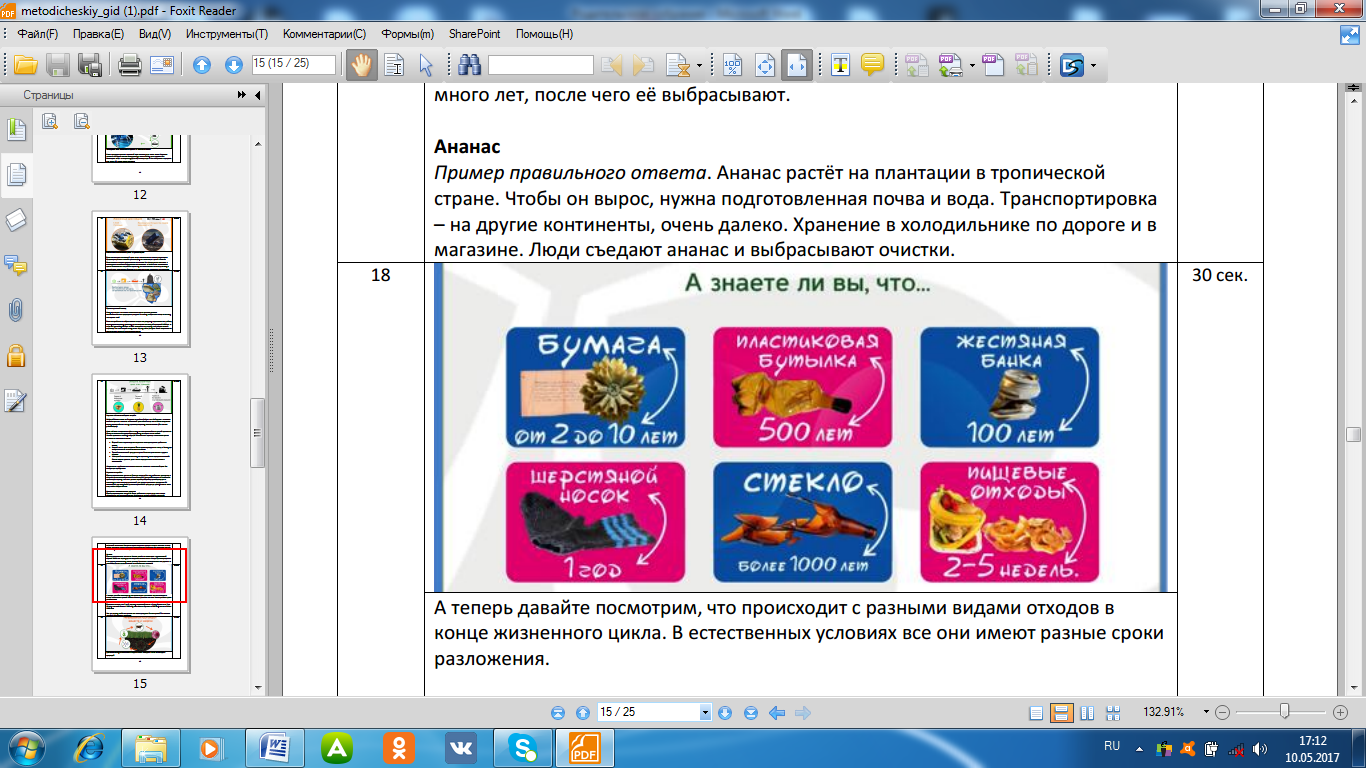 metodicheskiy_gid (1).pdf - Foxit Reader
Файл(F) Правка(E) Вид(V) Инструменты(T) Комментарии(C) Формы(m) SharePoint Помощь(H)
15 (15 / 25)
Страницы
12
13
14
15
много лет, после чего её выбрасывают.
Ананас
Пример правильного ответа. Ананас растёт на плантации в тропической
стране. Чтобы он вырос, нужна подготовленная почва и вода. Транспортировка
– на другие континенты, очень далеко. Хранение в холодильнике по дороге и в
магазине. Люди съедают ананас и выбрасывают очистки.
18
30 сек.
А знаете ли вы, что...
БУМАГА
ОТ 2 ДО 10 ЛЕТ
ПЛАСТИКОВАЯ
БУТЫЛКА
500 ЛЕТ
ЖЕСТЯНАЯ
БАНКА
100 ЛЕТ
ШЕРСТЯНОЙ
НОСОК
1 ГОД
СТЕКЛО
БОЛЕЕ 1000 ЛЕТ
ПИЩЕВЫЕ
ОТХОДЫ
2-5 НЕДЕЛЬ.
А теперь давайте посмотрим, что происходит с разными видами отходов в
конце жизненного цикла. В естественных условиях все они имеют разные сроки
разложения.
15 / 25
132.91%
RU
17:12
10.05.2017